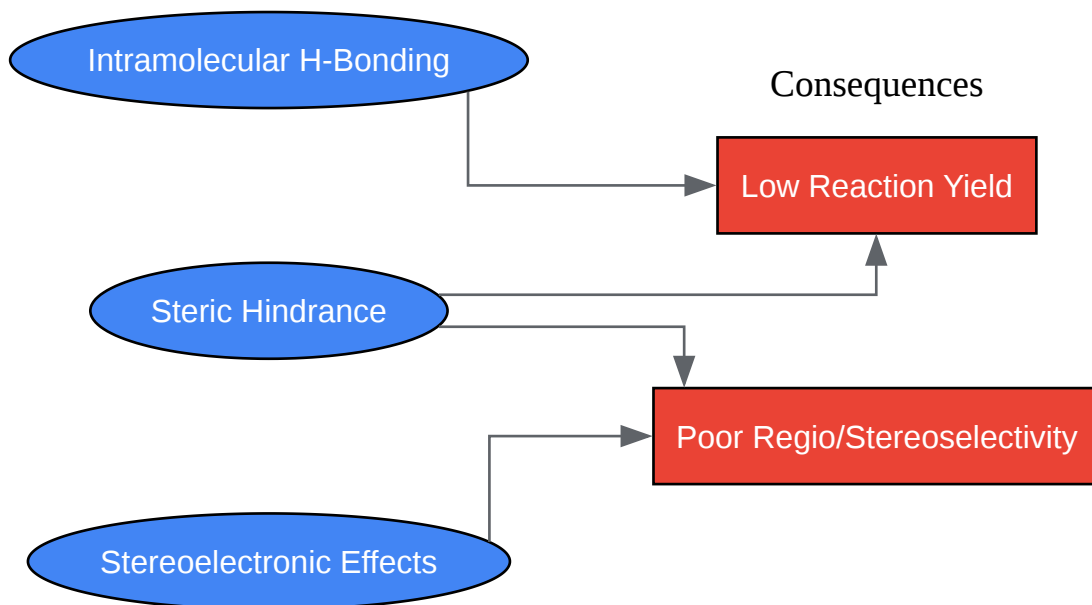 Intramolecular H-Bonding
Consequences
Low Reaction Yield
Steric Hindrance
Poor Regio/Stereoselectivity
Stereoelectronic Effects